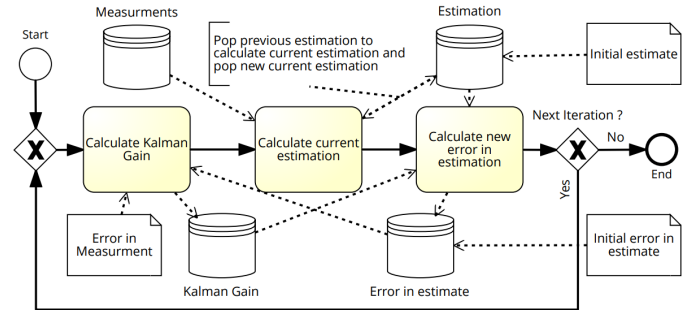 Measurments
Estimation
Start
Pop previous estimation to
calculate current estimation and
pop new current estimation
Initial estimate
Next Iteration ?
Calculate Kalman
Gain
Calculate current
estimation
Calculate new
error in
estimation
No
End
Yes
Error in
Measurment
Initial error in
estimate
Kalman Gain
Error in estimate